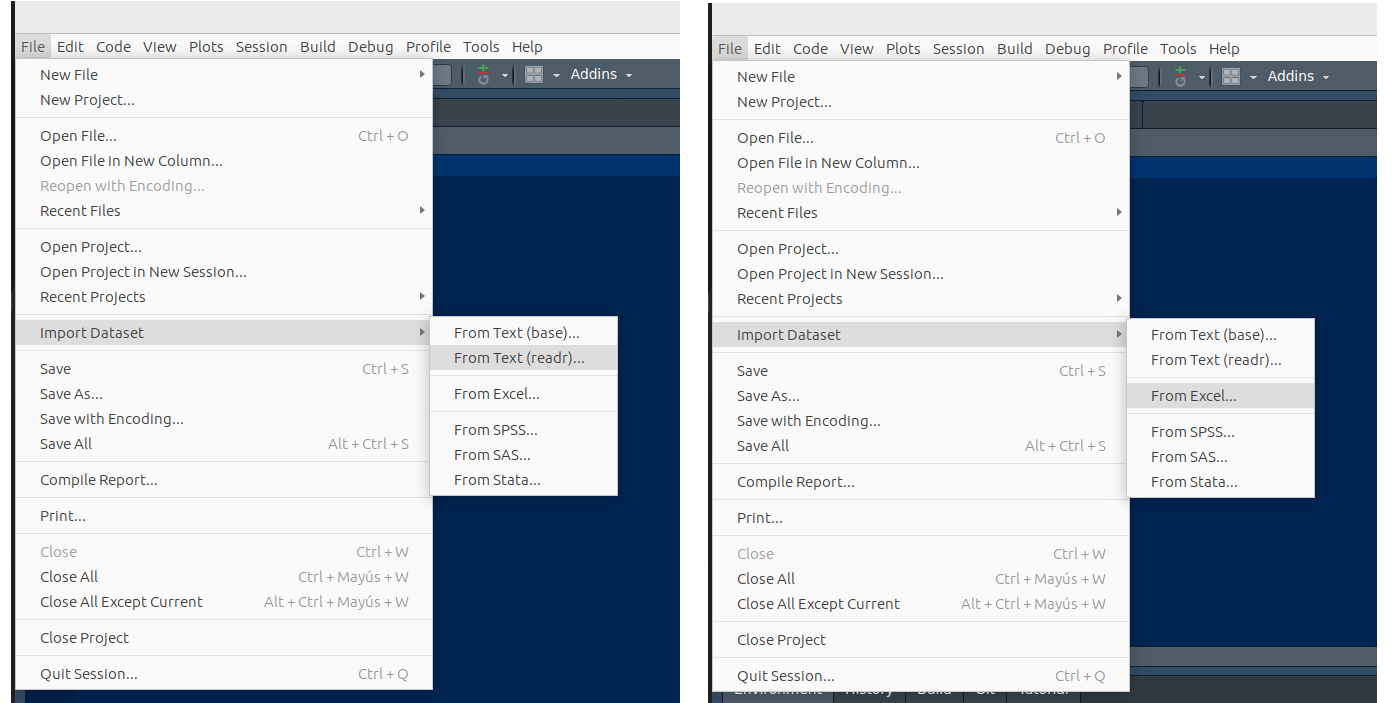 File Edit Code View Plots Session Build Debug Profile Tools Help
Addins
New File
New Project...
Open File... Ctrl + O
Open File in New Column...
Reopen with Encoding...
Recent Files
Open Project...
Open Project in New Session...
Recent Projects
Import Dataset
From Text (base)...
From Text (readr)...
From Excel...
From SPSS...
From SAS...
From Stata...
Save Ctrl + S
Save As...
Save with Encoding...
Save All Alt + Ctrl + S
Compile Report...
Print...
Close Ctrl + W
Close All Ctrl + Mayús + W
Close All Except Current Alt + Ctrl + Mayús + W
Close Project
Quit Session... Ctrl + Q
File Edit Code View Plots Session Build Debug Profile Tools Help
Addins
New File
New Project...
Open File... Ctrl + O
Open File in New Column...
Reopen with Encoding...
Recent Files
Open Project...
Open Project in New Session...
Recent Projects
Import Dataset
From Text (base)...
From Text (readr)...
From Excel...
From SPSS...
From SAS...
From Stata...
Save Ctrl + S
Save As...
Save with Encoding...
Save All Alt + Ctrl + S
Compile Report...
Print...
Close Ctrl + W
Close All Ctrl + Mayús + W
Close All Except Current Alt + Ctrl + Mayús + W
Close Project
Quit Session... Ctrl + Q
Environment History Build Git Tutorial